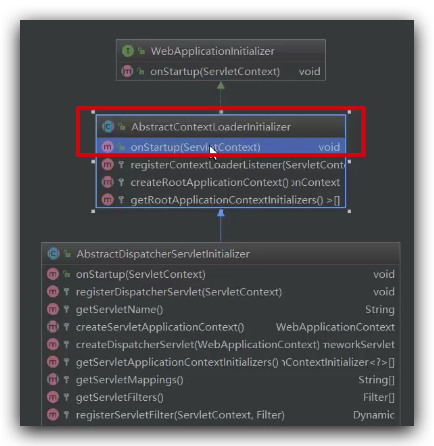 WebApplicationInitializer
onStartup(ServletContext) void
AbstractContextLoaderInitializer
onStartup(ServletContext) void
registerContextLoaderListener(ServletCont
createRootApplicationContext() onContext
getRootApplicationContextInitializers() >[]
AbstractDispatcherServletInitializer
onStartup(ServletContext) void
registerDispatcherServlet(ServletContext) void
getServletName() String
createServletApplicationContext() WebApplicationContext
createDispatcherServlet(WebApplicationContext) neworkServlet
getServletApplicationContextInitializers() nContextInitializer<?>[]
getServletMappings() String[]
getServletFilters() Filter[]
registerServletFilter(ServletContext, Filter) Dynamic